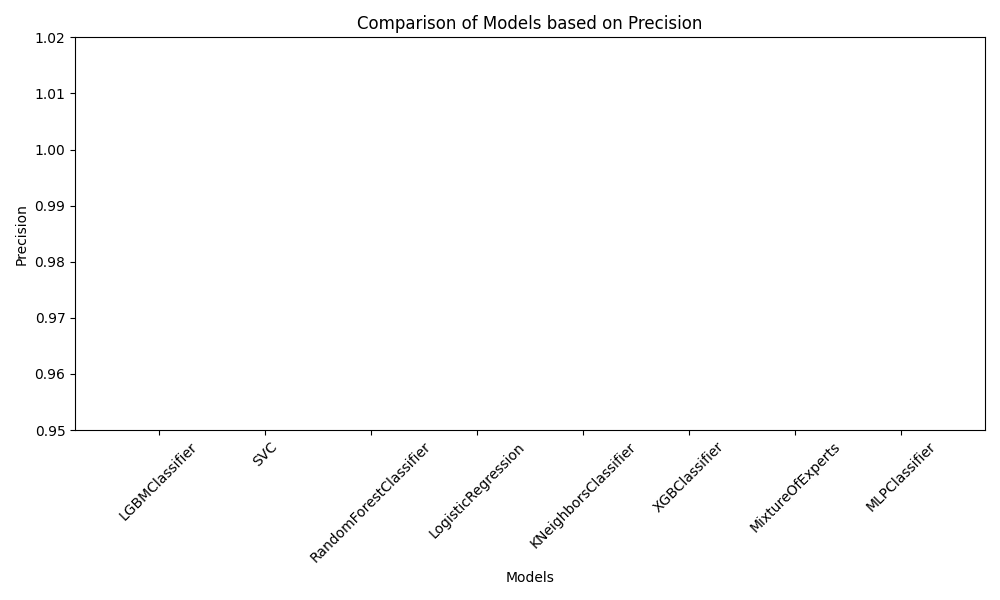 Comparison of Models based on Precision
1.02
1.01
1.00
0.99
0.98
0.97
0.96
0.95
Precision
LGBMClassifier
SVC
RandomForestClassifier
LogisticRegression
KNeighborsClassifier
XGBClassifier
MixtureOfExperts
MLPClassifier
Models